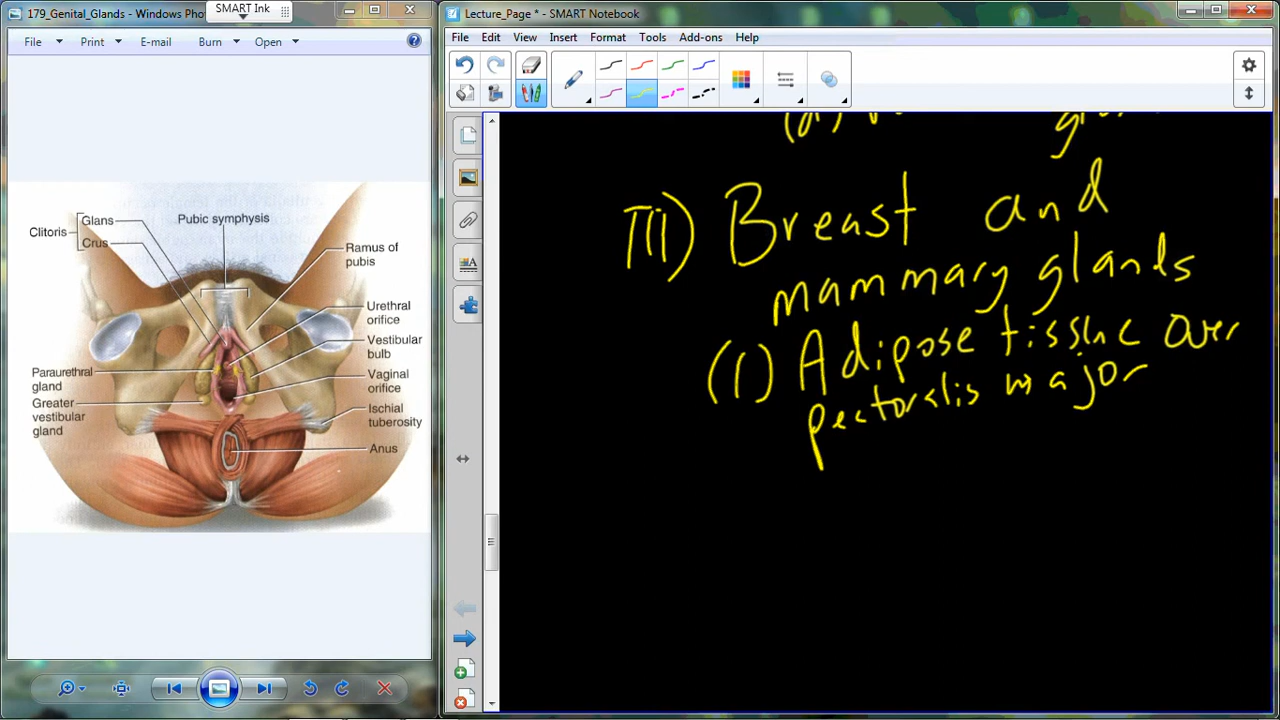 179_Genital_Glands - Windows Pho
SMART Ink
File Print E-mail Burn Open
Pubic symphysis
Clitoris
Glans
Crus
Ramus of
pubis
Urethral
orifice
Vestibular
bulb
Paraurethral
gland
Vaginal
orifice
Greater
vestibular
gland
Ischial
tuberosity
Anus
Lecture_Page * - SMART Notebook
File Edit View Insert Format Tools Add-ons Help
III) Breast and
mammary glands
(1) Adipose tissue over
pectoralis major